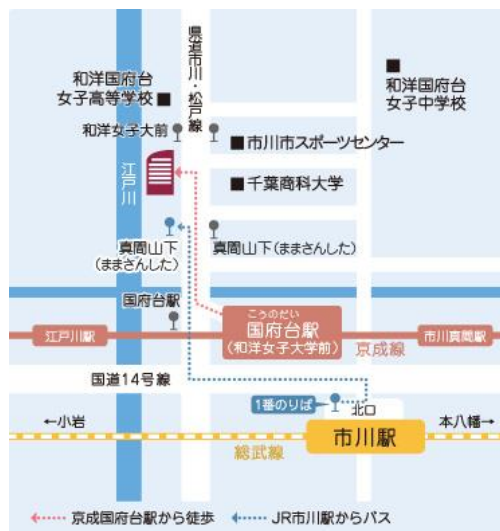 県道市川・松戸線
和洋国府台
女子高等学校■
■
和洋国府台
女子中学校
和洋女子大前
■市川市スポーツセンター
江戸川
■千葉商科大学
真間山下
(ままさんした)
真間山下(ままさんした)
国府台駅
こうのだい
国府台駅
(和洋女子大学前)
江戸川駅
市川真間駅
京成線
国道14号線
1番のりば
北口
←小岩
市川駅
本八幡→
総武線
京成国府台駅から徒歩
JR市川駅からバス